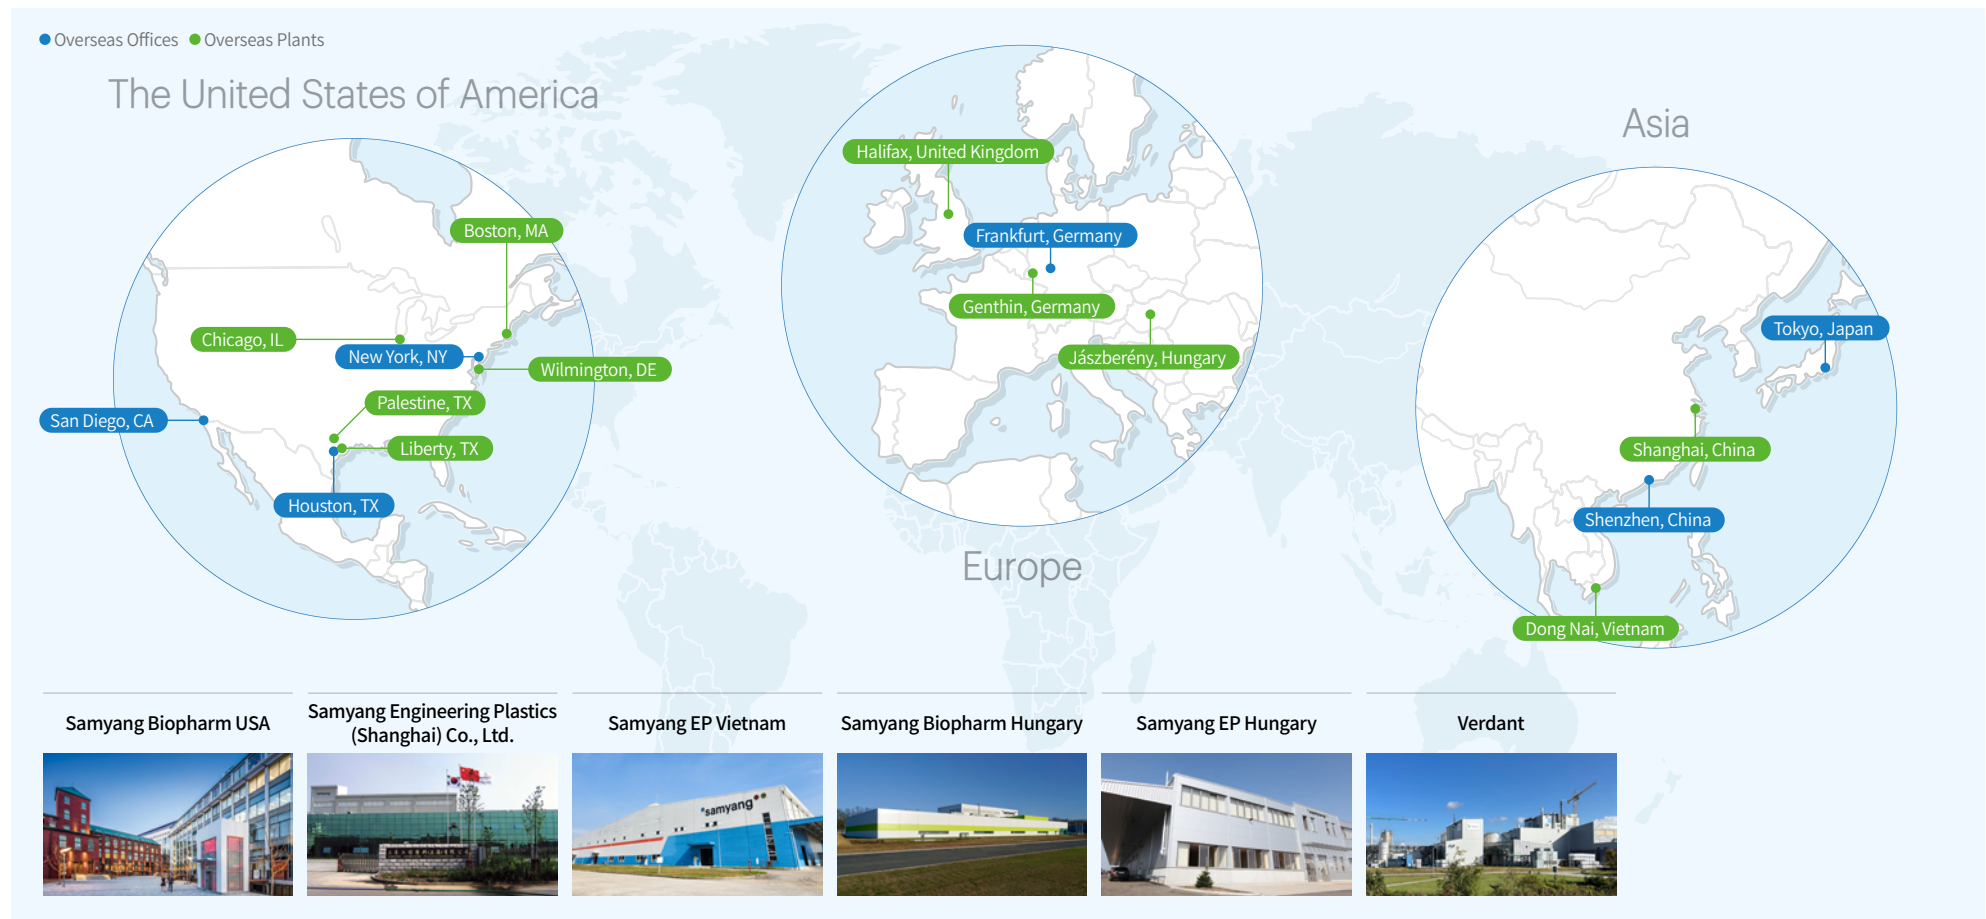 Overseas Offices Overseas Plants
The United States of America
Boston, MA
Chicago, IL
New York, NY
Wilmington, DE
Palestine, TX
San Diego, CA
Liberty, TX
Houston, TX
Halifax, United Kingdom
Frankfurt, Germany
Genthin, Germany
Jászberény, Hungary
Europe
Asia
Tokyo, Japan
Shanghai, China
Shenzhen, China
Dong Nai, Vietnam
Samyang Biopharm USA
Samyang Engineering Plastics
(Shanghai) Co., Ltd.
Samyang EP Vietnam
Samyang Biopharm Hungary
Samyang EP Hungary
Verdant
samyang